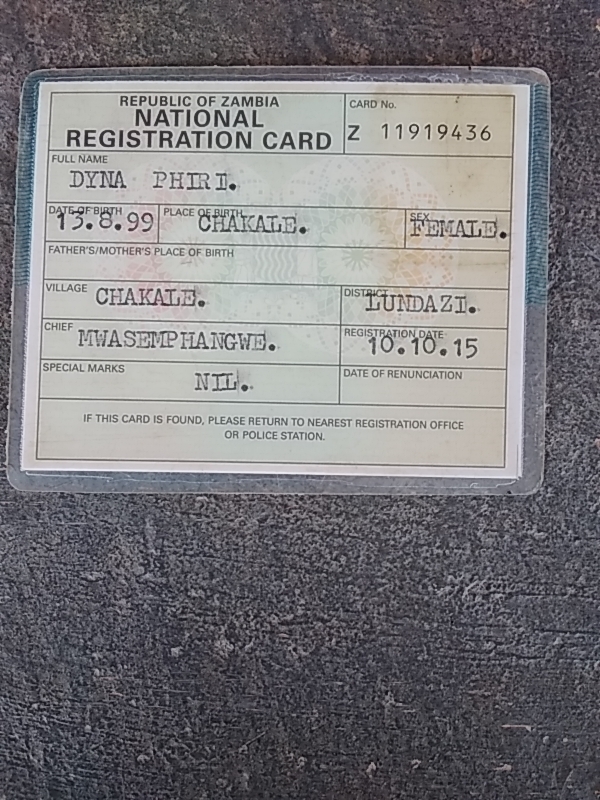 REPUBLIC OF ZAMBIA
NATIONAL
REGISTRATION CARD
CARD No.
Z 11919436
FULL NAME
DYNA PHIRI.
DATE OF BIRTH
13.8.99
PLACE OF BIRTH
CHAKALE.
SEX
FEMALE.
FATHER'S/MOTHER'S PLACE OF BIRTH
VILLAGE
CHAKALE.
DISTRICT
LUNDAZI.
CHIEF
MWASEMPHANGWE.
REGISTRATION DATE
10.10.15
SPECIAL MARKS
NIL.
DATE OF RENUNCIATION
IF THIS CARD IS FOUND, PLEASE RETURN TO NEAREST REGISTRATION OFFICE
OR POLICE STATION.